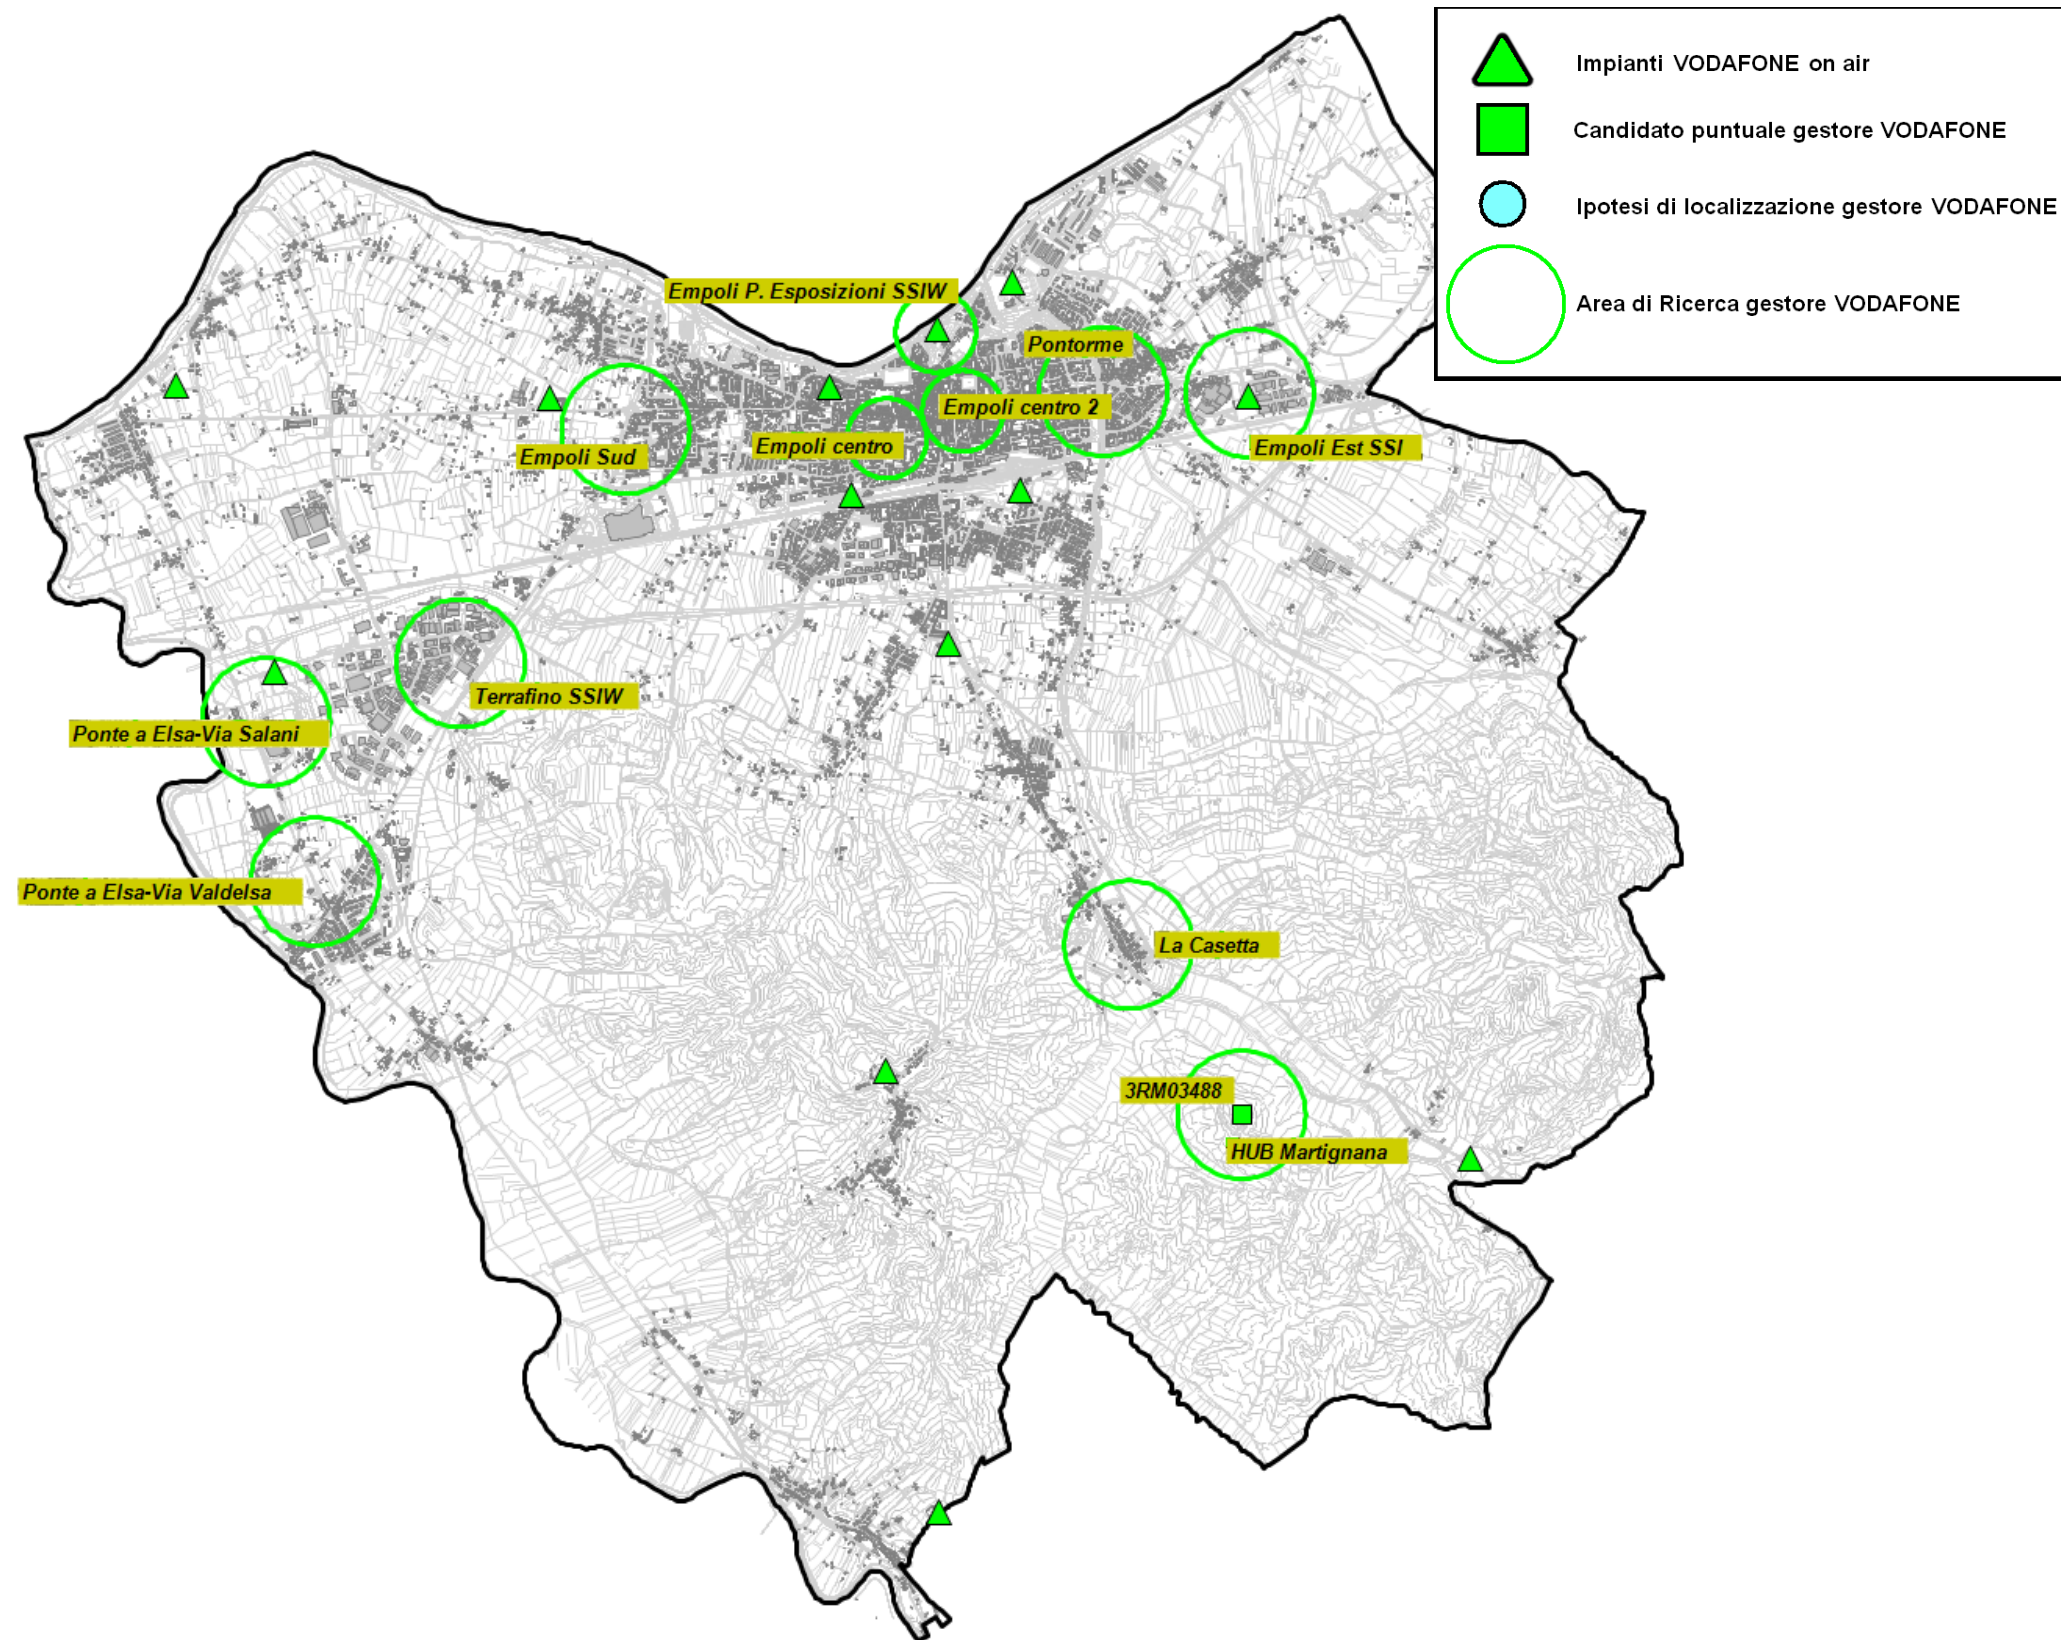 Impianti VODAFONE on air
Candidato puntuale gestore VODAFONE
Ipotesi di localizzazione gestore VODAFONE
Area di Ricerca gestore VODAFONE
Empoli P. Esposizioni SSIW
Pontorme
Empoli centro 2
Empoli centro
Empoli Est SSI
Empoli Sud
Terrafino SSIW
Ponte a Elsa-Via Salani
Ponte a Elsa-Via Valdelsa
La Casetta
3RM03488
HUB Martignana